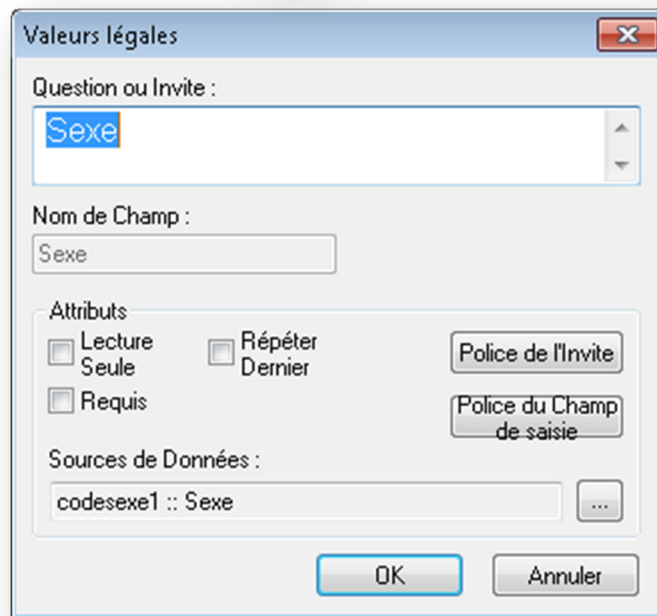 Valeurs légales
Question ou Invite :
Sexe
Nom de Champ :
Sexe
Attributs
Lecture
Seule
Répéter
Dernier
Police de l'Invite
Requis
Police du Champ
de saisie
Sources de Données :
codesexe1 :: Sexe
...
OK
Annuler